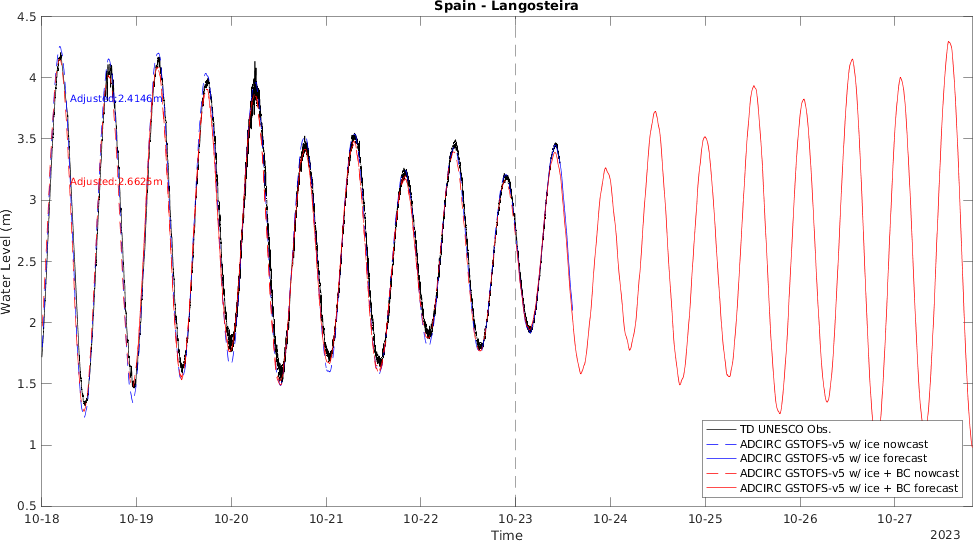 Spain - Langosteira
4.5
4
3.5
3
2.5
2
1.5
1
0.5
Water Level (m)
Adjusted:2.4146m
Adjusted:2.6625m
TD UNESCO Obs.
ADCIRC GSTOFS-v5 w/ ice nowcast
ADCIRC GSTOFS-v5 w/ ice forecast
ADCIRC GSTOFS-v5 w/ ice + BC nowcast
ADCIRC GSTOFS-v5 w/ ice + BC forecast
10-18 10-19 10-20 10-21 10-22 10-23 10-24 10-25 10-26 10-27
Time
2023